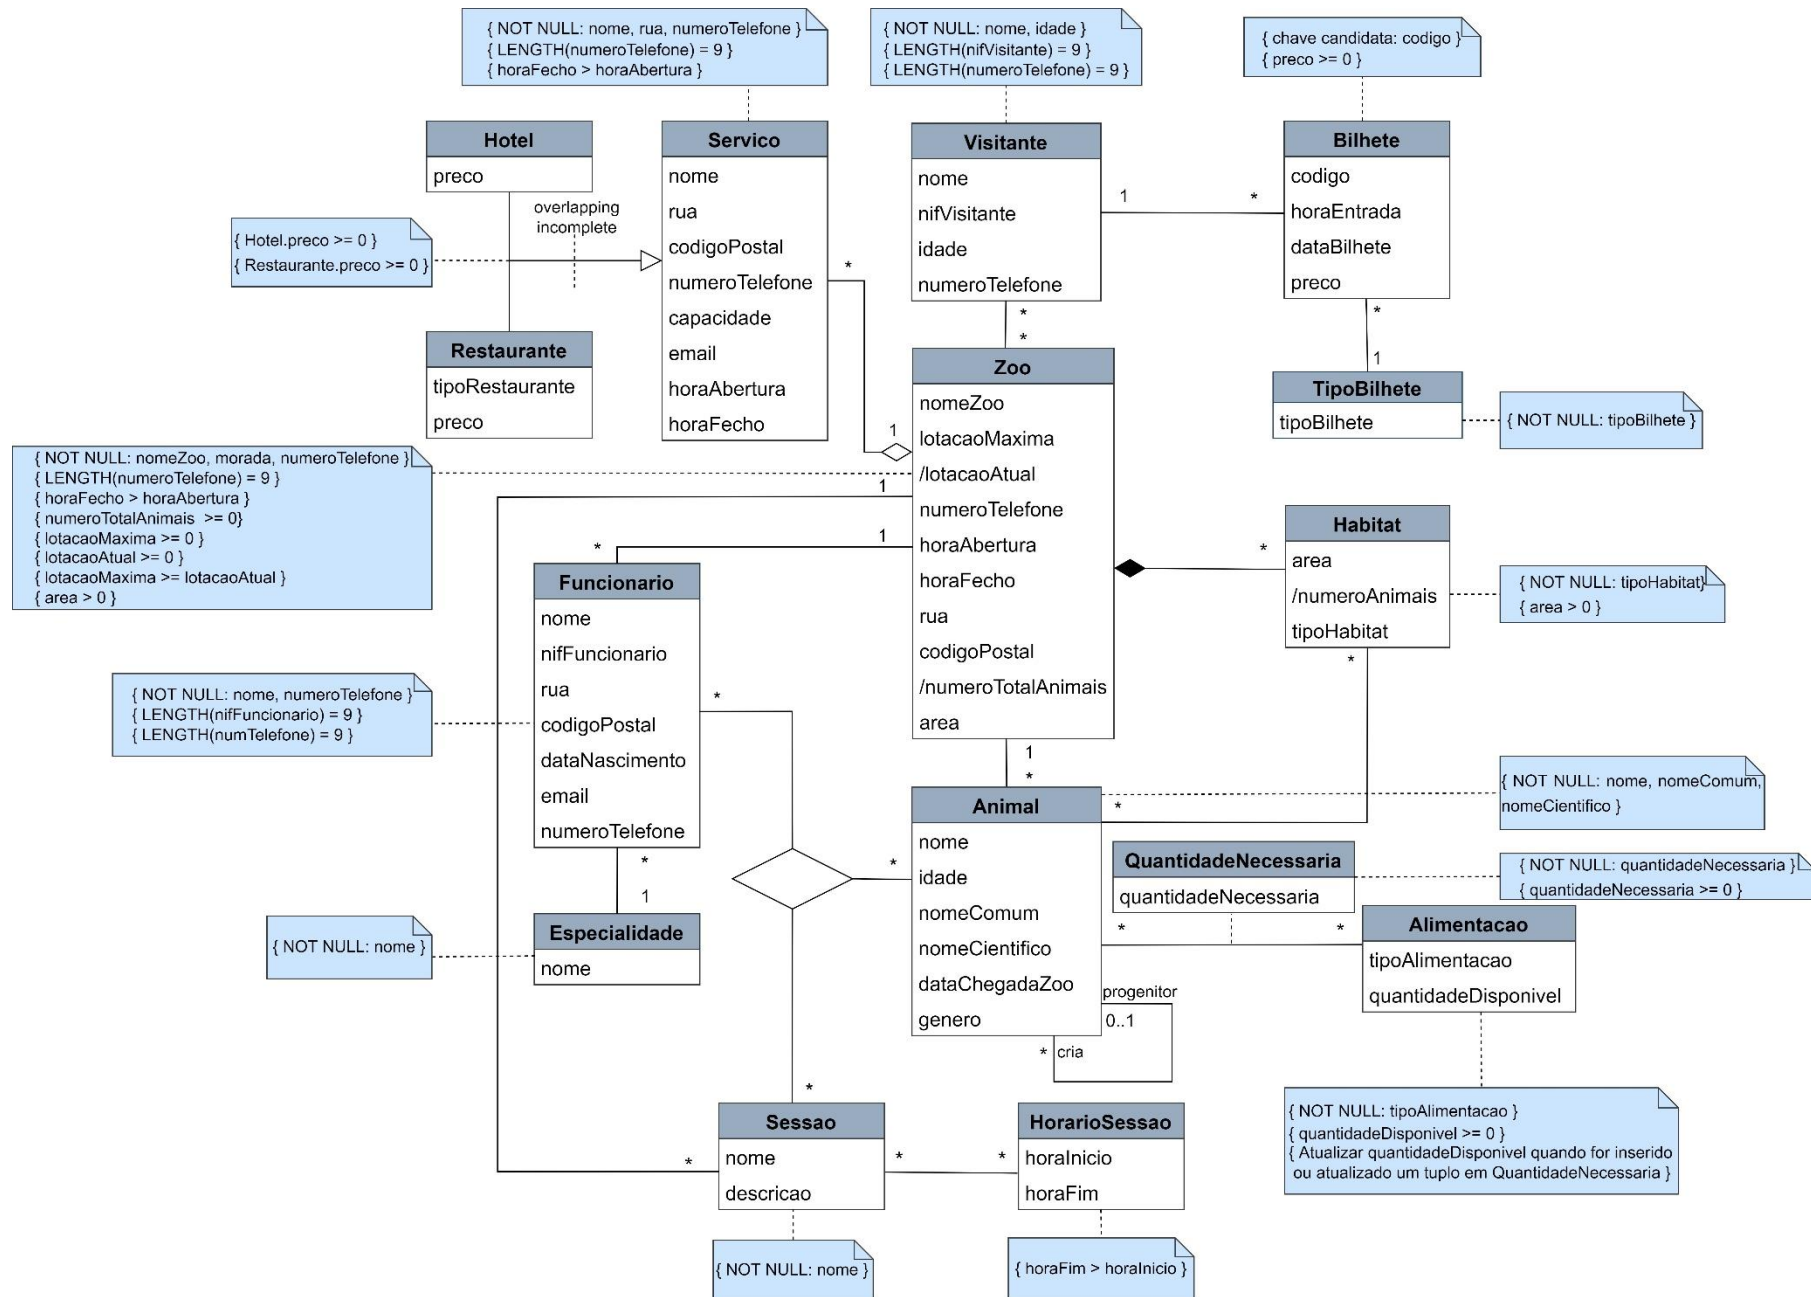 { NOT NULL: nome, rua, numeroTelefone }
{ LENGTH(numeroTelefone) = 9 }
{ horaFecho > horaAbertura }
{ NOT NULL: nome, idade }
{ LENGTH(nifVisitante) = 9 }
{ LENGTH(numeroTelefone) = 9 }
{ chave candidata: codigo }
{ preco >= 0 }
Hotel
preco
overlapping
incomplete
{ Hotel.preco >= 0 }
{ Restaurante.preco >= 0 }
Restaurante
tipoRestaurante
preco
Servico
nome
rua
codigoPostal
numeroTelefone
capacidade
email
horaAbertura
horaFecho
*
1
Visitante
nome
nifVisitante
idade
numeroTelefone
1
*
*
*
Bilhete
codigo
horaEntrada
dataBilhete
preco
*
1
TipoBilhete
tipoBilhete
{ NOT NULL: tipoBilhete }
Zoo
nomeZoo
lotacaoMaxima
/lotacaoAtual
numeroTelefone
horaAbertura
horaFecho
rua
codigoPostal
/numeroTotalAnimais
area
{ NOT NULL: nomeZoo, morada, numeroTelefone }
{ LENGTH(numeroTelefone) = 9 }
{ horaFecho > horaAbertura }
{ numeroTotalAnimais >= 0}
{ lotacaoMaxima >= 0 }
{ lotacaoAtual >= 0 }
{ lotacaoMaxima >= lotacaoAtual }
{ area > 0 }
1
1
*
*
Habitat
area
/numeroAnimais
tipoHabitat
*
{ NOT NULL: tipoHabitat}
{ area > 0 }
Funcionario
nome
nifFuncionario
rua
codigoPostal
dataNascimento
email
numeroTelefone
*
{ NOT NULL: nome, numeroTelefone }
{ LENGTH(nifFuncionario) = 9 }
{ LENGTH(numTelefone) = 9 }
*
1
Especialidade
nome
{ NOT NULL: nome }
1
*
Animal
nome
idade
nomeComum
nomeCientifico
dataChegadaZoo
genero
*
*
{ NOT NULL: nome, nomeComum,
nomeCientifico }
QuantidadeNecessaria
quantidadeNecessaria
{ NOT NULL: quantidadeNecessaria }
{ quantidadeNecessaria >= 0 }
*
*
Alimentacao
tipoAlimentacao
quantidadeDisponivel
progenitor
0..1
*
cria
{ NOT NULL: tipoAlimentacao }
{ quantidadeDisponivel >= 0 }
{ Atualizar quantidadeDisponivel quando for inserido
ou atualizado um tuplo em QuantidadeNecessaria }
*
*
Sessao
nome
descricao
*
*
HorarioSessao
horaInicio
horaFim
{ NOT NULL: nome }
{ horaFim > horaInicio }